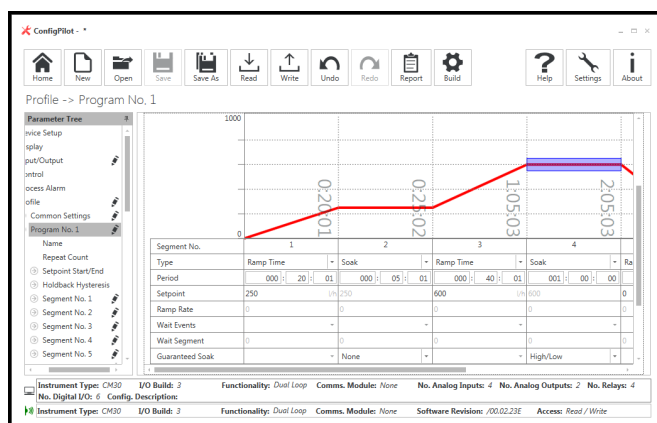 ConfigPilot - *
Home New Open Save Save As Read Write Undo Redo Report Build Help Settings About
Profile -> Program No. 1
Parameter Tree
evice Setup
splay
put/Output
ontrol
ocess Alarm
ofile
Common Settings
Program No. 1
Name
Repeat Count
Setpoint Start/End
Holdback Hysteresis
Segment No. 1
Segment No. 2
Segment No. 3
Segment No. 4
Segment No. 5
1000
0
0:20:01
0:25:02
1:05:03
2:05:03
Segment No. 1 2 3 4
Type Ramp Time Soak Ramp Time Soak Ra
Period 000 : 20 : 01 000 : 05 : 01 000 : 40 : 01 001 : 00 : 00
Setpoint 250 250 600 600 0
Ramp Rate 0 0 0 0 0
Wait Events
Wait Segment 0 0 0 0 0
Guaranteed Soak None High/Low
Instrument Type: CM30 I/O Build: 3 Functionality: Dual Loop Comms. Module: None No. Analog Inputs: 4 No. Analog Outputs: 2 No. Relays: 4
No. Digital I/O: 6 Config. Description:
Instrument Type: CM30 I/O Build: 3 Functionality: Dual Loop Comms. Module: None Software Revision: /00.02.23E Access: Read / Write